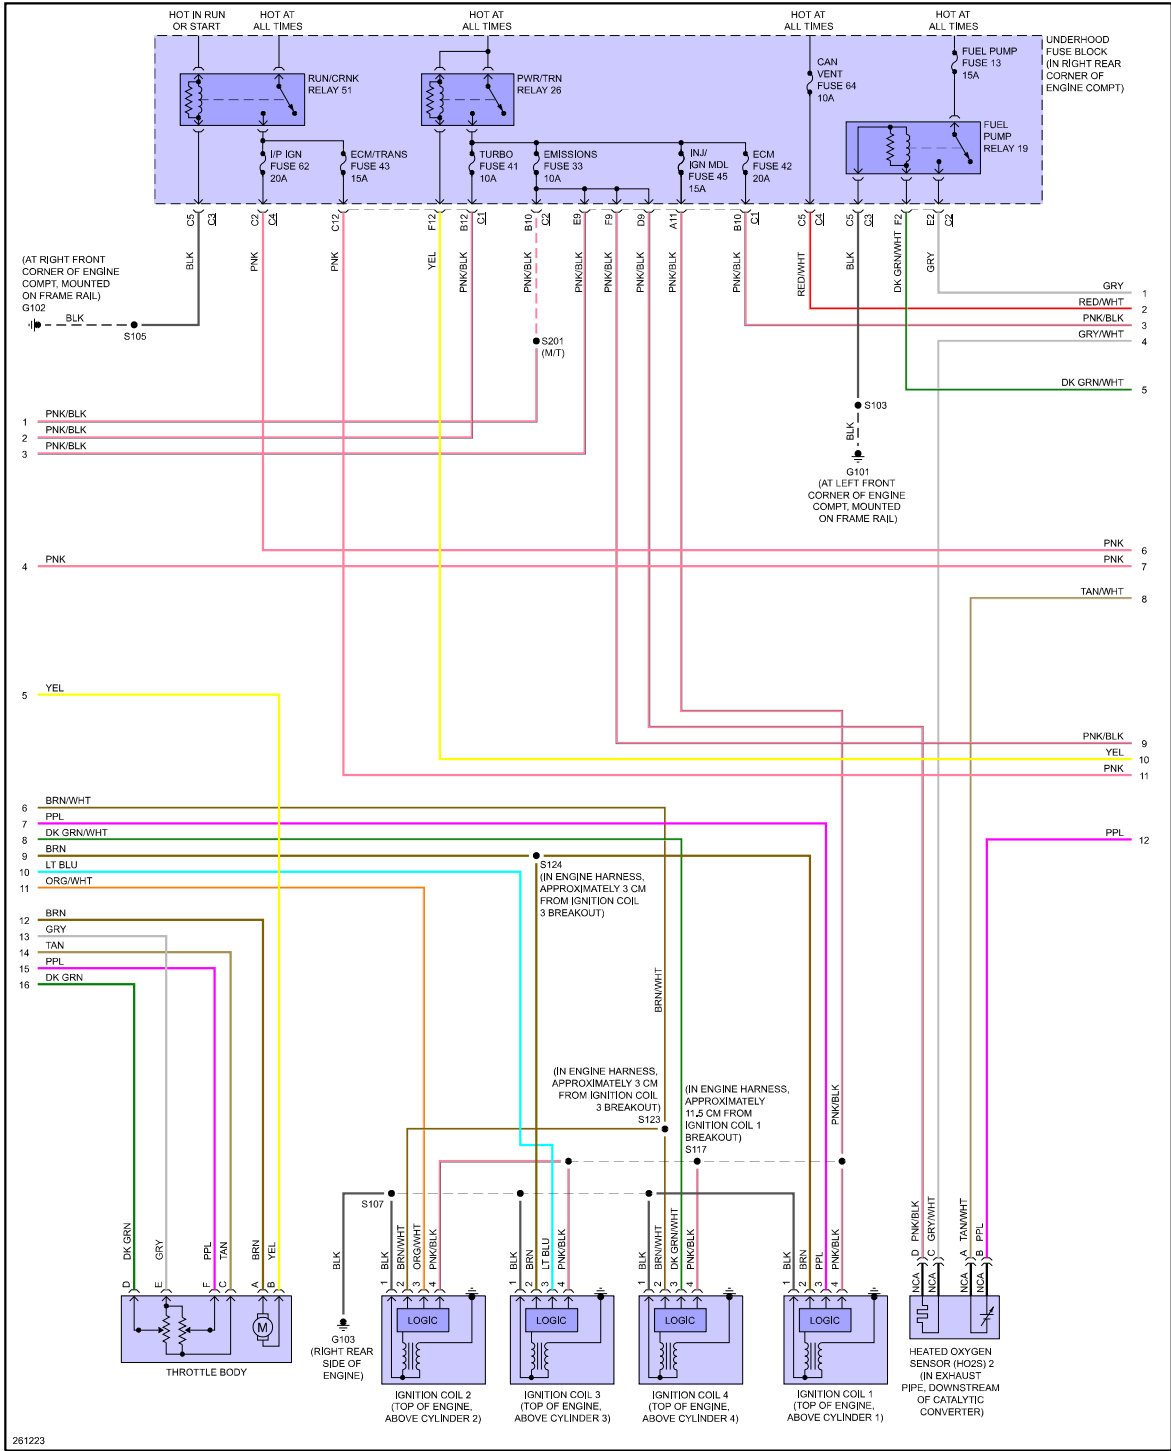 HOT IN RUN
OR START
HOT AT
ALL TIMES
HOT AT
ALL TIMES
HOT AT
ALL TIMES
HOT AT
ALL TIMES
UNDERHOOD
FUSE BLOCK
(IN RIGHT REAR
CORNER OF
ENGINE COMPT)
RUN/CRNK
RELAY 51
PWR/TRN
RELAY 26
CAN
VENT
FUSE 64
10A
FUEL PUMP
FUSE 13
15A
FUEL
PUMP
RELAY 19
I/P IGN
FUSE 62
20A
ECM/TRANS
FUSE 43
15A
TURBO
FUSE 41
10A
EMISSIONS
FUSE 33
10A
INJ/
IGN MDL
FUSE 45
15A
ECM
FUSE 42
20A
C5
C3
C2
C4
C12
F12
B12
C1
B10
C2
E9
F9
D9
A11
B10
C1
C5
C4
C5
C3
F2
E2
C2
BLK
PNK
PNK
YEL
PNK/BLK
PNK/BLK
PNK/BLK
PNK/BLK
PNK/BLK
PNK/BLK
PNK/BLK
RED/WHT
BLK
DK GRN/WHT
GRY
(AT RIGHT FRONT
CORNER OF ENGINE
COMPT, MOUNTED
ON FRAME RAIL)
G102
BLK
S105
S201
(M/T)
GRY 1
RED/WHT 2
PNK/BLK 3
GRY/WHT 4
DK GRN/WHT 5
S103
BLK
G101
(AT LEFT FRONT
CORNER OF ENGINE
COMPT, MOUNTED
ON FRAME RAIL)
1 PNK/BLK
2 PNK/BLK
3 PNK/BLK
PNK 6
4 PNK
PNK 7
TAN/WHT 8
5 YEL
PNK/BLK 9
YEL 10
PNK 11
6 BRN/WHT
7 PPL
8 DK GRN/WHT
PPL 12
9 BRN
10 LT BLU
11 ORG/WHT
12 BRN
13 GRY
14 TAN
15 PPL
16 DK GRN
S124
(IN ENGINE HARNESS,
APPROXIMATELY 3 CM
FROM IGNITION COIL
3 BREAKOUT)
BRN/WHT
(IN ENGINE HARNESS,
APPROXIMATELY 3 CM
FROM IGNITION COIL
3 BREAKOUT)
S123
(IN ENGINE HARNESS,
APPROXIMATELY
11.5 CM FROM
IGNITION COIL 1
BREAKOUT)
S117
PNK/BLK
S107
DK GRN
GRY
PPL
TAN
BRN
YEL
D
E
F
C
A
B
M
THROTTLE BODY
BLK
G103
(RIGHT REAR
SIDE OF
ENGINE)
BLK
BRN/WHT
ORG/WHT
PNK/BLK
1
2
3
4
LOGIC
IGNITION COIL 2
(TOP OF ENGINE,
ABOVE CYLINDER 2)
BLK
BRN
LT BLU
PNK/BLK
1
2
3
4
LOGIC
IGNITION COIL 3
(TOP OF ENGINE,
ABOVE CYLINDER 3)
BLK
BRN/WHT
DK GRN/WHT
PNK/BLK
1
2
3
4
LOGIC
IGNITION COIL 4
(TOP OF ENGINE,
ABOVE CYLINDER 4)
BLK
BRN
PPL
PNK/BLK
1
2
3
4
LOGIC
IGNITION COIL 1
(TOP OF ENGINE,
ABOVE CYLINDER 1)
D PNK/BLK
C GRY/WHT
A TAN/WHT
B PPL
NCA
NCA
NCA
NCA
HEATED OXYGEN
SENSOR (HO2S) 2
(IN EXHAUST
PIPE, DOWNSTREAM
OF CATALYTIC
CONVERTER)
261223